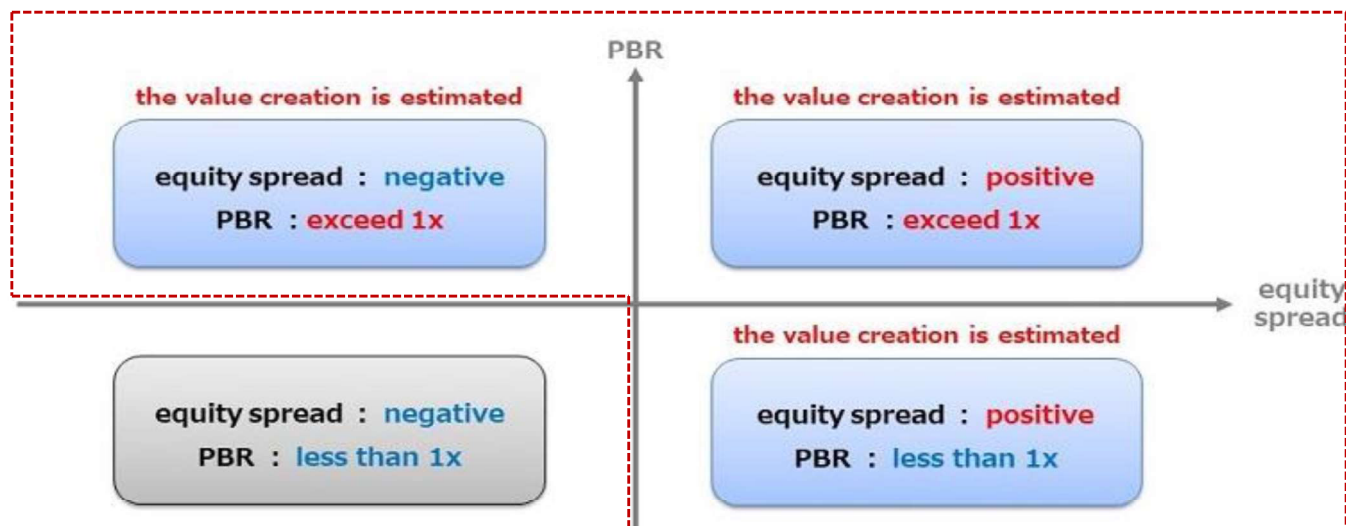 PBR
the value creation is estimated
equity spread : negative
PBR : exceed 1x
the value creation is estimated
equity spread : positive
PBR : exceed 1x
equity
spread
equity spread : negative
PBR : less than 1x
the value creation is estimated
equity spread : positive
PBR : less than 1x